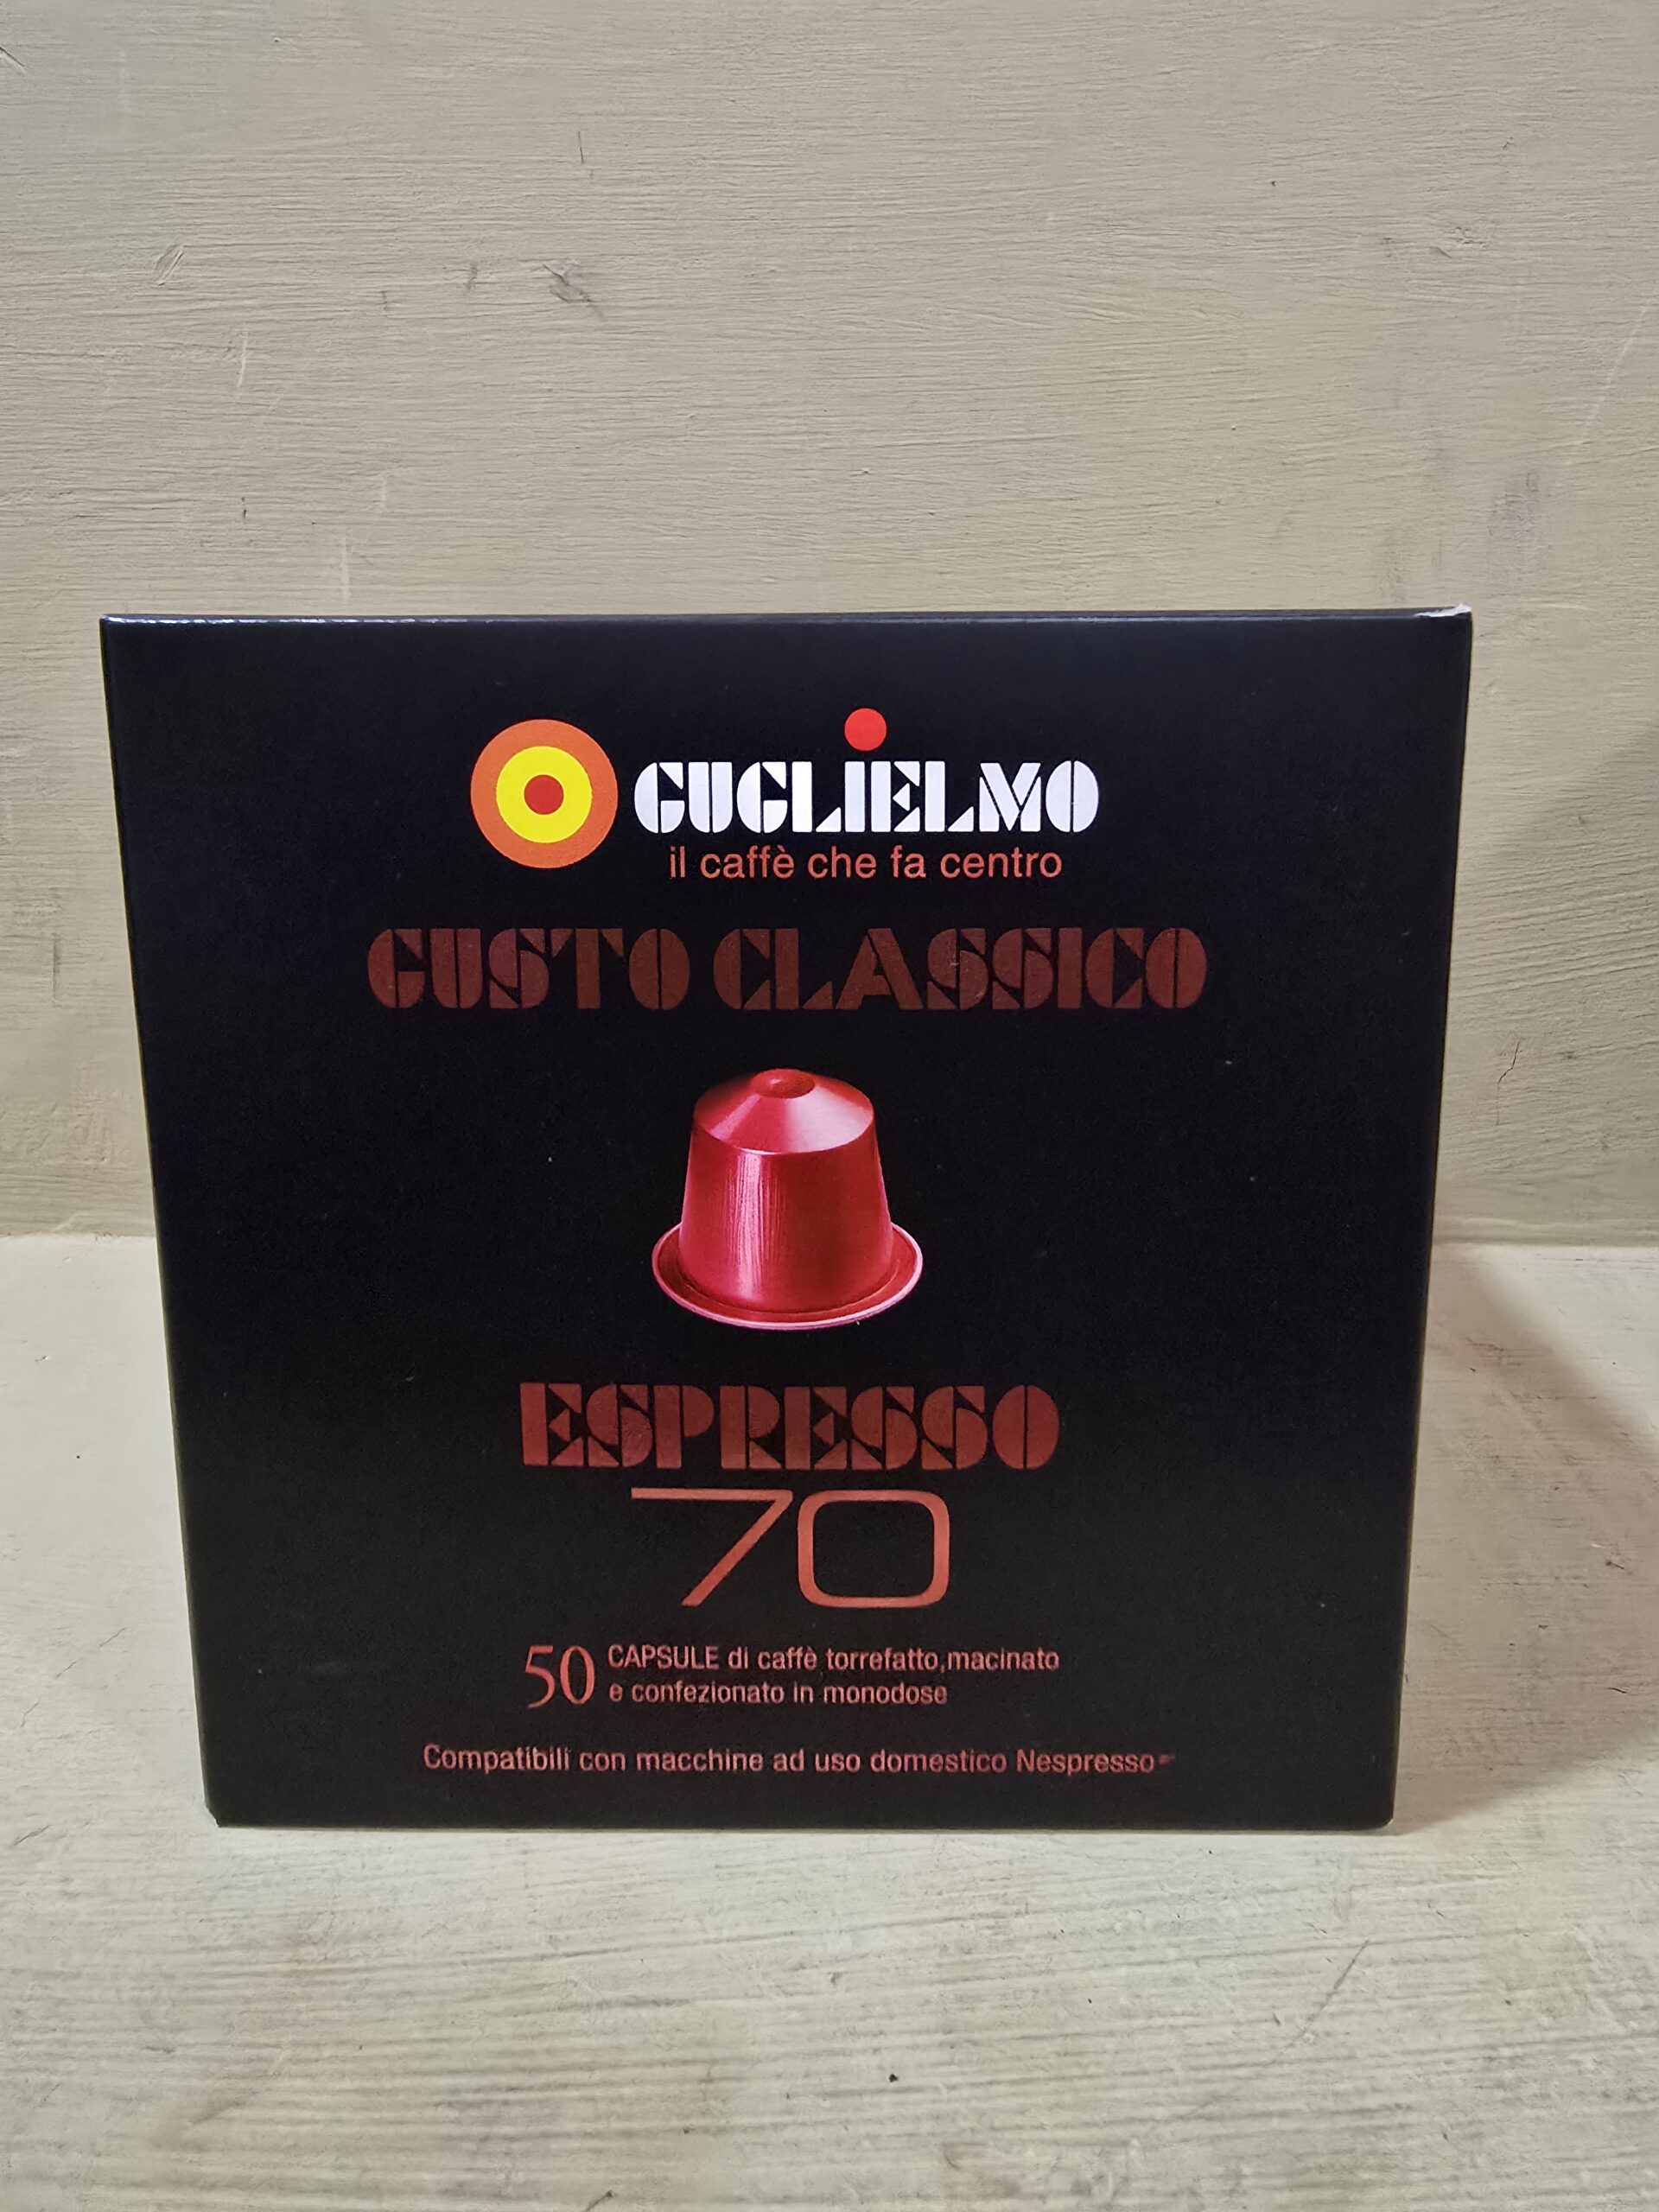 GUGLiELMO
il caffè che fa centro
GUSTO CLASSICO
ESPRESSO
70
50 CAPSULE di caffè torrefatto,macinato
e confezionato in monodose
Compatibili con macchine ad uso domestico Nespresso